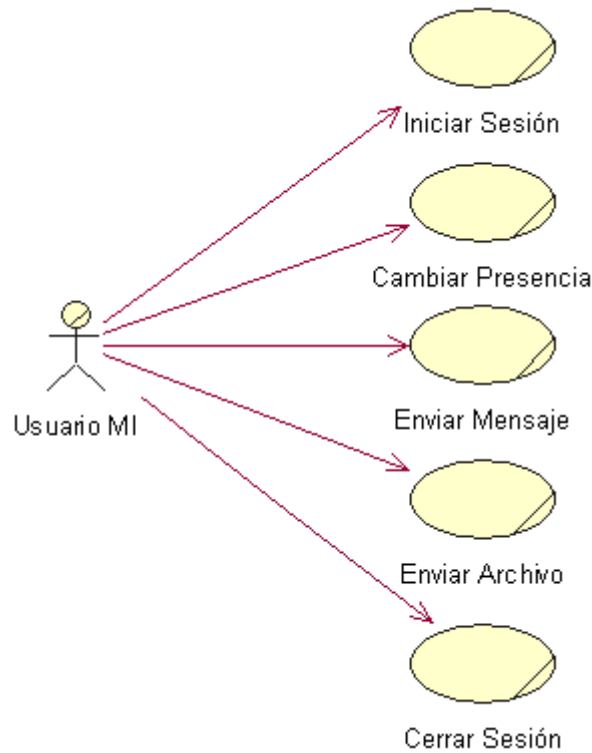 Iniciar Sesión
Cambiar Presencia
Usuario MI
Enviar Mensaje
Enviar Archivo
Cerrar Sesión